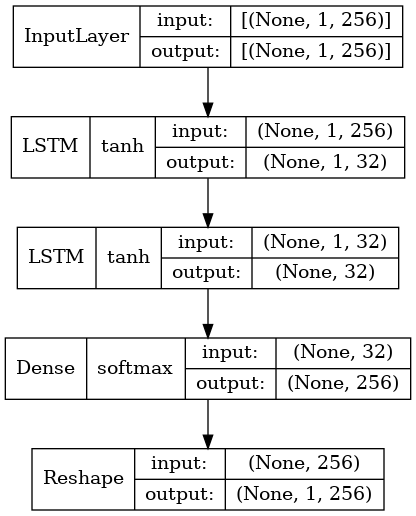 InputLayer input: [(None, 1, 256)]
output: [(None, 1, 256)]
LSTM tanh input: (None, 1, 256)
output: (None, 1, 32)
LSTM tanh input: (None, 1, 32)
output: (None, 32)
Dense softmax input: (None, 32)
output: (None, 256)
Reshape input: (None, 256)
output: (None, 1, 256)